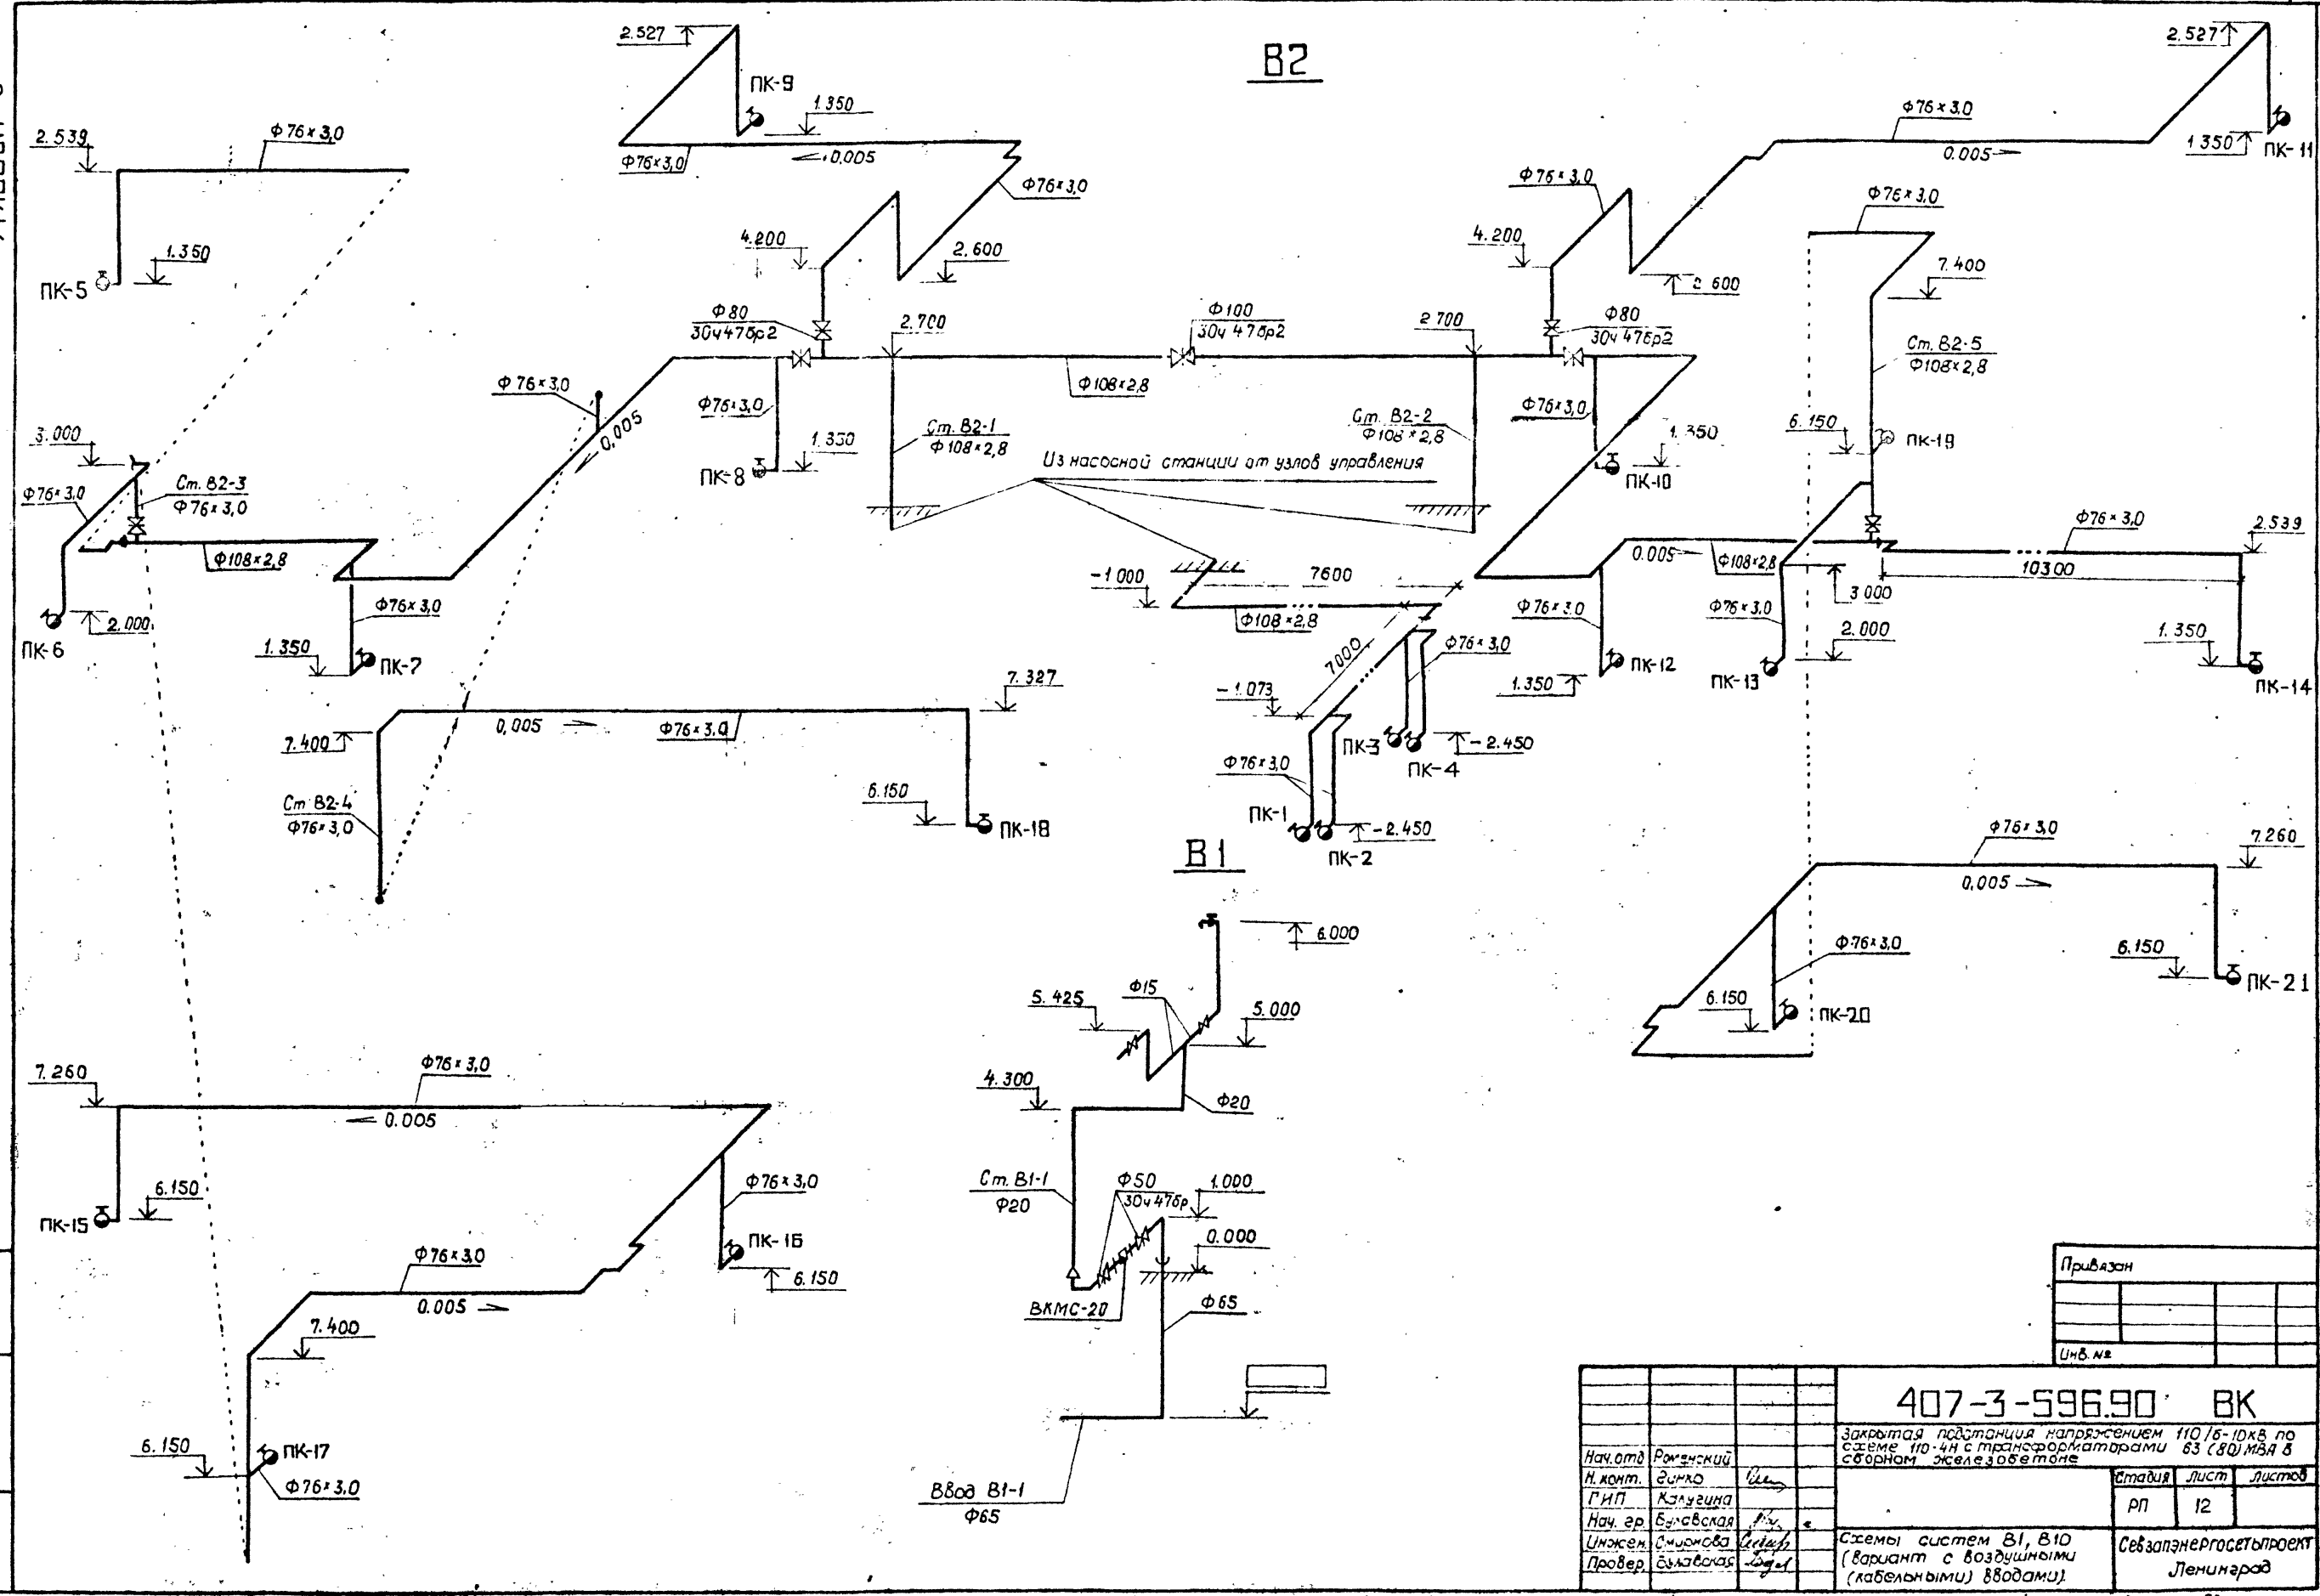 В2
2.527
ПК-9
1.350
Ф76×3,0
0.005
Ф76×3,0
4.200
2.600
2.539
Ф76×3,0
1.350
ПК-5
2.527
Ф76×3.0
0.005
1.350
ПК-11
Ф76×3,0
4.200
2.600
Ф76×3,0
7.400
Ст. В2-5
Ф108×2,8
6.150
ПК-19
Ф80
30ч47бр2
2.700
Ф100
30ч47бр2
2.700
Ф80
30ч47бр2
Ф108×2,8
Ф76×3,0
0,005
Ф76×3,0
1.350
ПК-8
Ст. В2-1
Ф108×2,8
Ст. В2-2
Ф108×2,8
Из насосной станции от узлов управления
Ф76×3,0
1.350
ПК-10
3.000
Ф76×3,0
Ст. В2-3
Ф76×3,0
Ф108×2,8
2.000
ПК-6
Ф76×3,0
1.350
ПК-7
-1.000
7600
Ф108×2,8
7000
Ф76×3,0
-1.073
ПК-3
ПК-4
-2.450
Ф76×3,0
ПК-1
ПК-2
-2.450
0.005
Ф108×2,8
Ф76×3,0
2.539
10300
Ф76×3.0
1.350
ПК-12
Ф76×3,0
3.000
2.000
ПК-13
1.350
ПК-14
7.400
0,005
Ф76×3,0
7.327
Ст В2-4
Ф76×3,0
6.150
ПК-18
Ф76×3,0
7.260
0,005
Ф76×3,0
6.150
ПК-20
6.150
ПК-21
В1
6.000
5.425
Ф15
5.000
4.300
Ф20
Ст. В1-1
Ф20
Ф50
30ч47бр
1.000
0.000
ВКМС-20
Ф65
Ввод В1-1
Ф65
7.260
Ф76×3,0
0.005
6.150
ПК-15
Ф76×3,0
ПК-16
6.150
Ф76×3,0
0.005
7.400
6.150
ПК-17
Ф76×3,0
Привязан
Инв. №
407-3-596.90 ВК
Закрытая подстанция напряжением 110/6-10кВ по
схеме 110-4Н с трансформаторами 63 (80) МВА в
сборном железобетоне
Нач.отд Роменский
Н. конт. Зинко
ГИП Калугина
Нач. гр.
Инжен. Смирнова
Провер.
Стадия Лист Листов
РП 12
Схемы систем В1, В10
(вариант с воздушными
(кабельными) вводами).
Севзапэнергосетьпроект
Ленинград